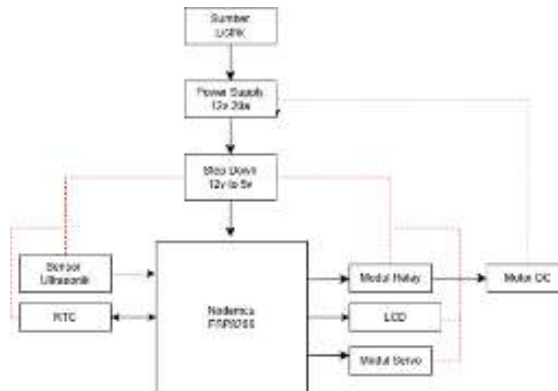 Sumber
Listrik
Power Supply
12v 20a
Step Down
12v to 5v
Sensor
Ultrasonik
RTC
Nodemcu
ESP8266
Modul Relay
LCD
Modul Servo
Motor DC